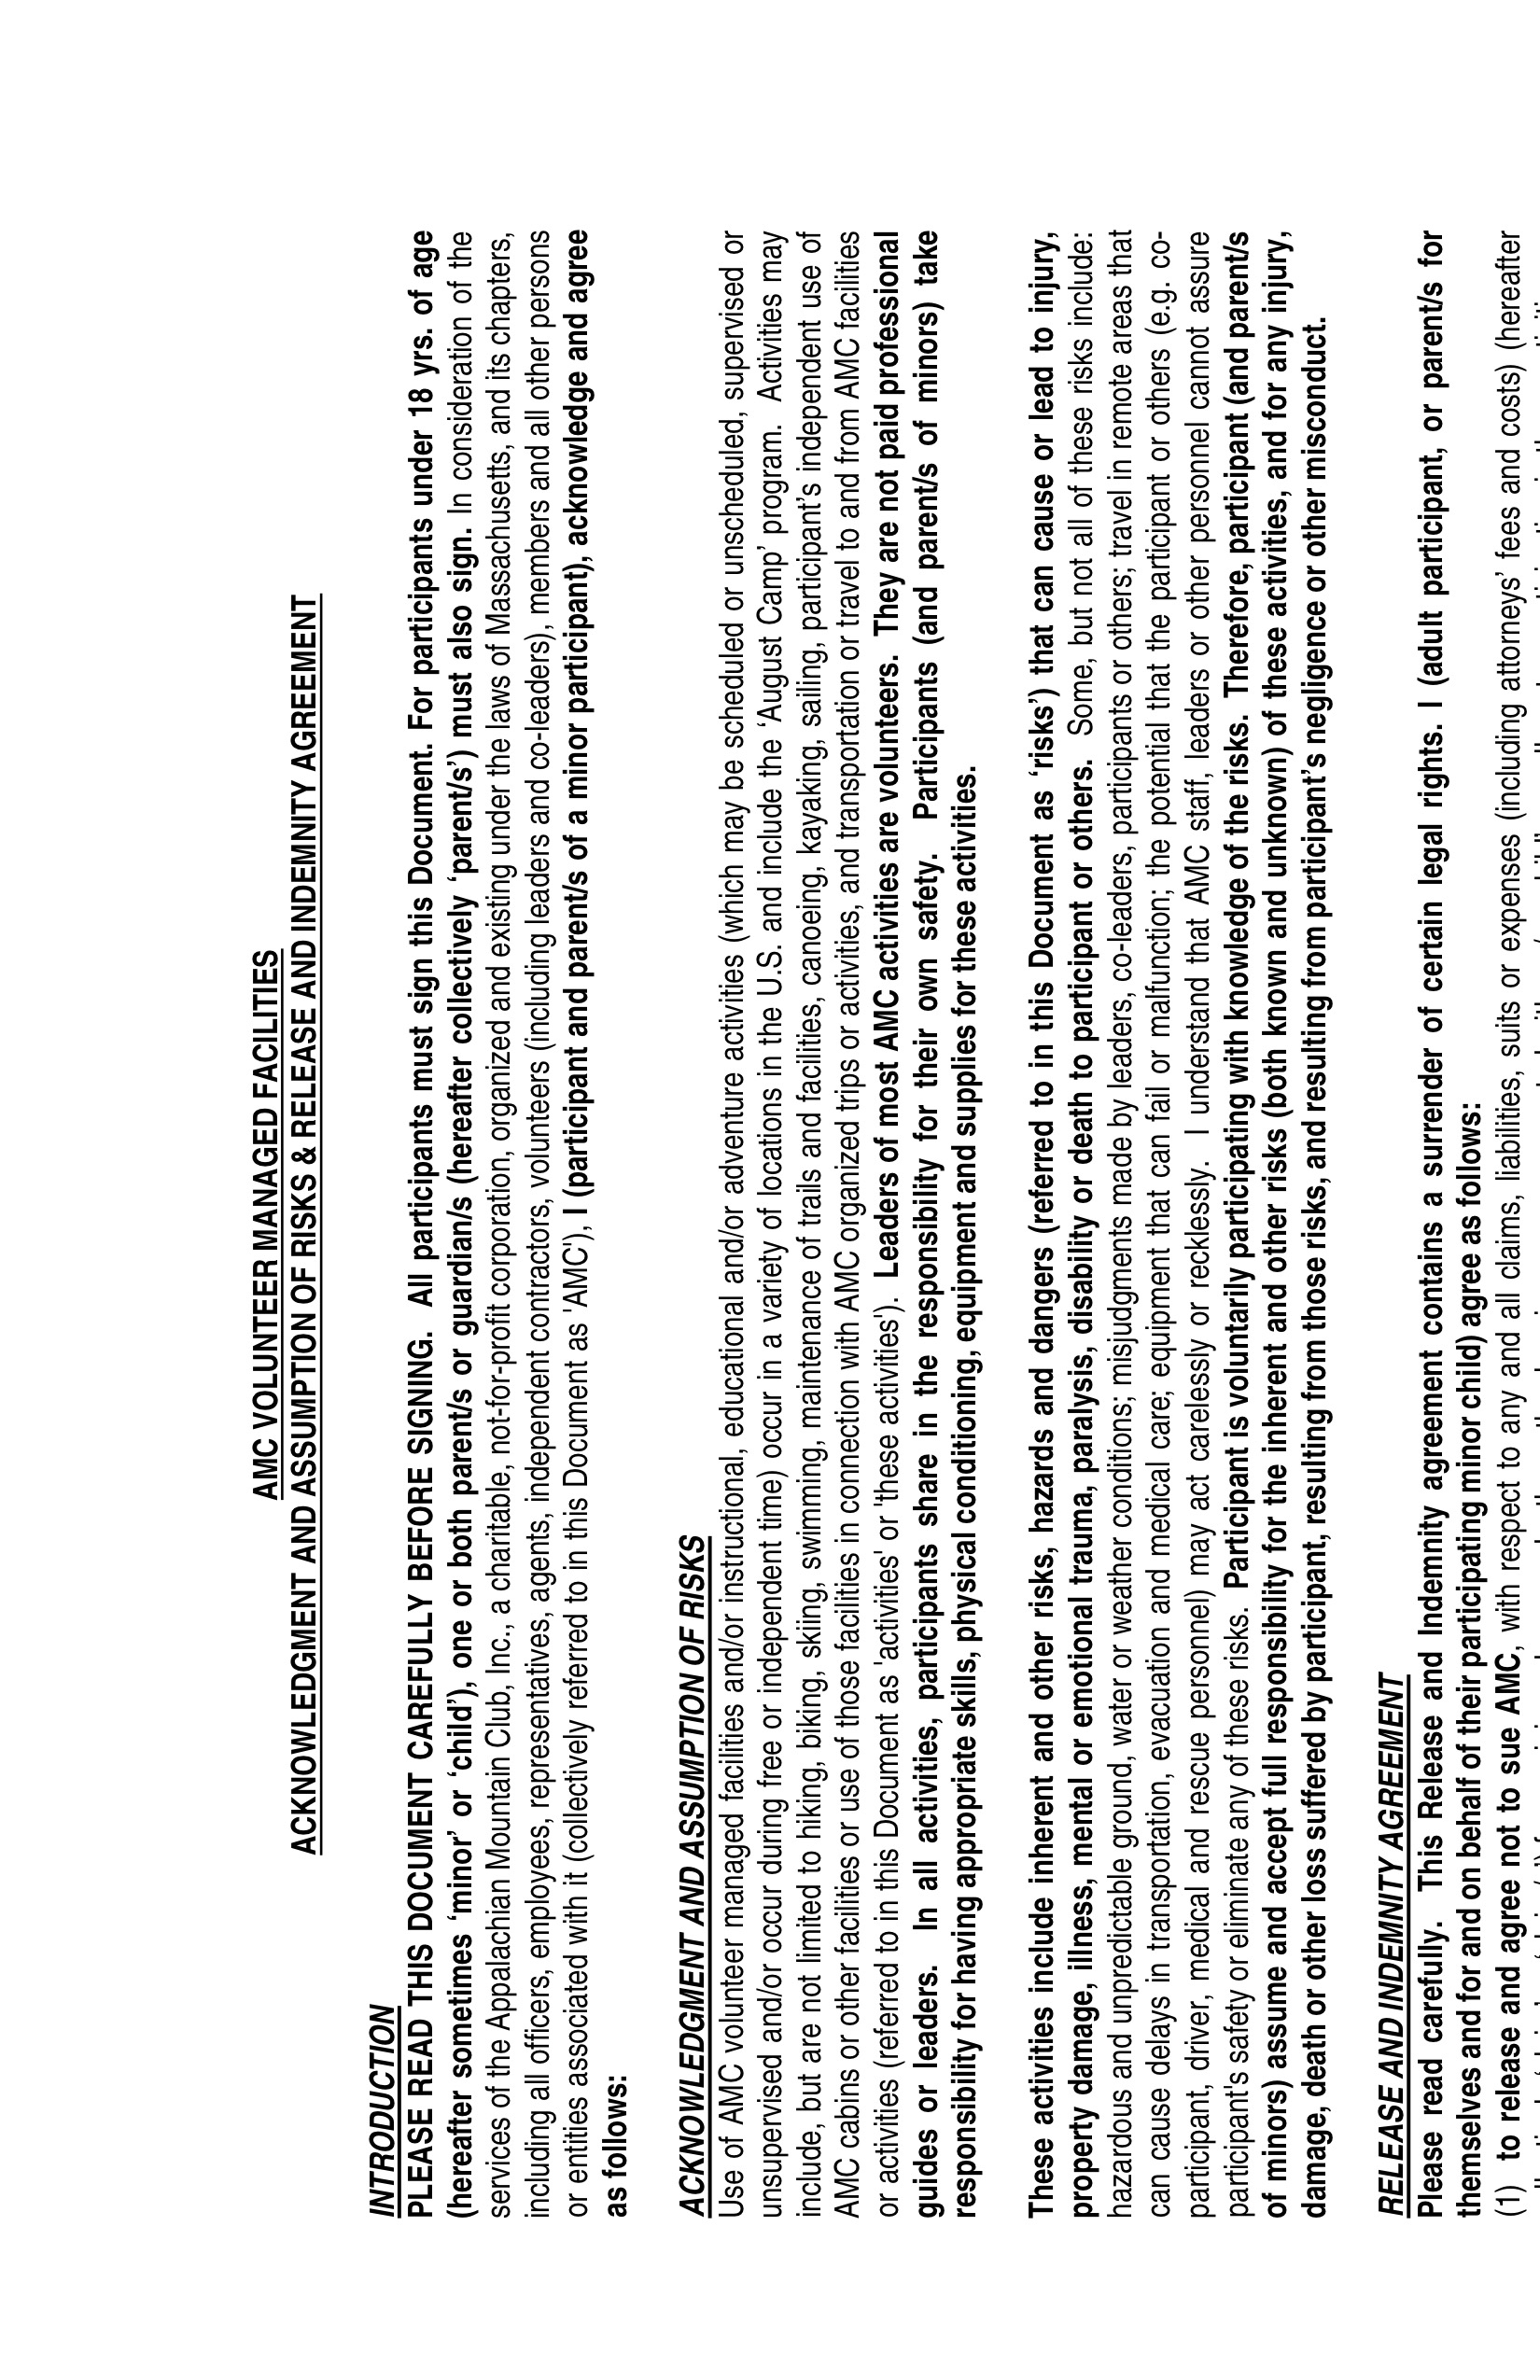 AMC VOLUNTEER MANAGED FACILITIES
ACKNOWLEDGMENT AND ASSUMPTION OF RISKS & RELEASE AND INDEMNITY AGREEMENT
INTRODUCTION
PLEASE READ THIS DOCUMENT CAREFULLY BEFORE SIGNING. All participants must sign this Document. For participants under 18 yrs. of age
(hereafter sometimes ‘minor’ or ‘child’), one or both parent/s or guardian/s (hereafter collectively ‘parent/s’) must also sign. In consideration of the
services of the Appalachian Mountain Club, Inc., a charitable, not-for-profit corporation, organized and existing under the laws of Massachusetts, and its chapters,
including all officers, employees, representatives, agents, independent contractors, volunteers (including leaders and co-leaders), members and all other persons
or entities associated with it (collectively referred to in this Document as 'AMC'), I (participant and parent/s of a minor participant), acknowledge and agree
as follows:
ACKNOWLEDGMENT AND ASSUMPTION OF RISKS
Use of AMC volunteer managed facilities and/or instructional, educational and/or adventure activities (which may be scheduled or unscheduled, supervised or
unsupervised and/or occur during free or independent time) occur in a variety of locations in the U.S. and include the ‘August Camp’ program. Activities may
include, but are not limited to hiking, biking, skiing, swimming, maintenance of trails and facilities, canoeing, kayaking, sailing, participant’s independent use of
AMC cabins or other facilities or use of those facilities in connection with AMC organized trips or activities, and transportation or travel to and from AMC facilities
or activities (referred to in this Document as 'activities' or 'these activities'). Leaders of most AMC activities are volunteers. They are not paid professional
guides or leaders. In all activities, participants share in the responsibility for their own safety. Participants (and parent/s of minors) take
responsibility for having appropriate skills, physical conditioning, equipment and supplies for these activities.
These activities include inherent and other risks, hazards and dangers (referred to in this Document as ‘risks’) that can cause or lead to injury,
property damage, illness, mental or emotional trauma, paralysis, disability or death to participant or others. Some, but not all of these risks include:
hazardous and unpredictable ground, water or weather conditions; misjudgments made by leaders, co-leaders, participants or others; travel in remote areas that
can cause delays in transportation, evacuation and medical care; equipment that can fail or malfunction; the potential that the participant or others (e.g. co-
participant, driver, medical and rescue personnel) may act carelessly or recklessly. I understand that AMC staff, leaders or other personnel cannot assure
participant's safety or eliminate any of these risks. Participant is voluntarily participating with knowledge of the risks. Therefore, participant (and parent/s
of minors) assume and accept full responsibility for the inherent and other risks (both known and unknown) of these activities, and for any injury,
damage, death or other loss suffered by participant, resulting from those risks, and resulting from participant’s negligence or other misconduct.
RELEASE AND INDEMNITY AGREEMENT
Please read carefully. This Release and Indemnity agreement contains a surrender of certain legal rights. I (adult participant, or parent/s for
themselves and for and on behalf of their participating minor child) agree as follows:
(1) to release and agree not to sue AMC, with respect to any and all claims, liabilities, suits or expenses (including attorneys’ fees and costs) (hereafter